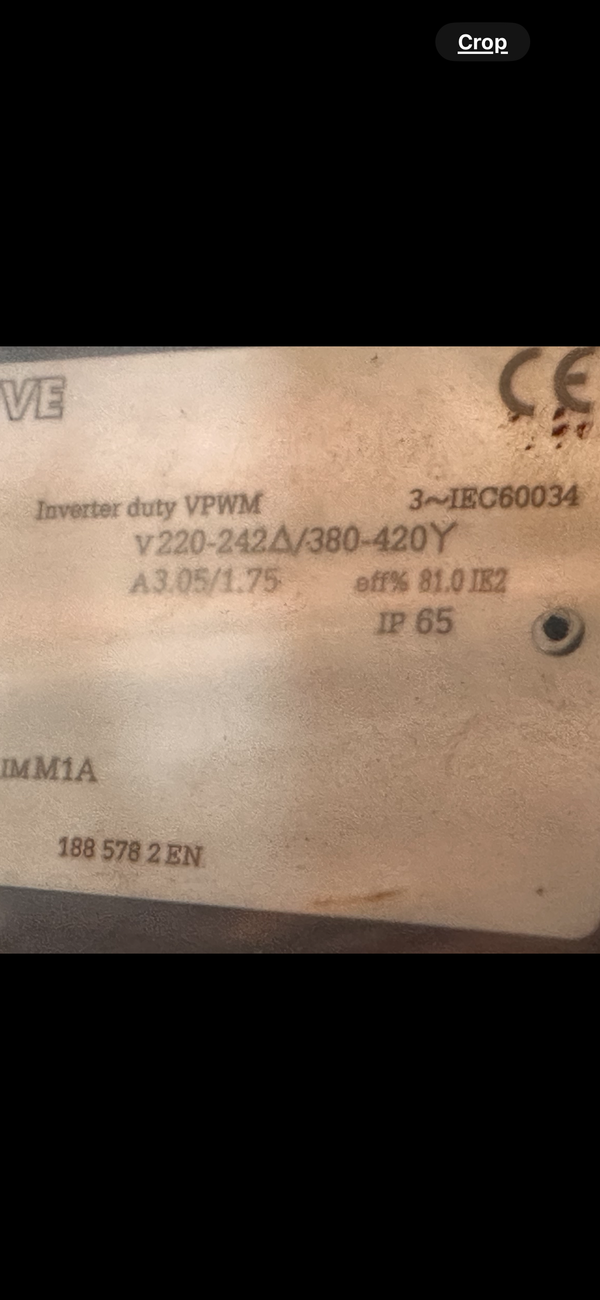 Crop
VE CE
Inverter duty VPWM 3~IEC60034
V220-242Δ/380-420Y
A3.05/1.75 eff% 81.0 IE2
IP 65
IMM1A
188 578 2 EN